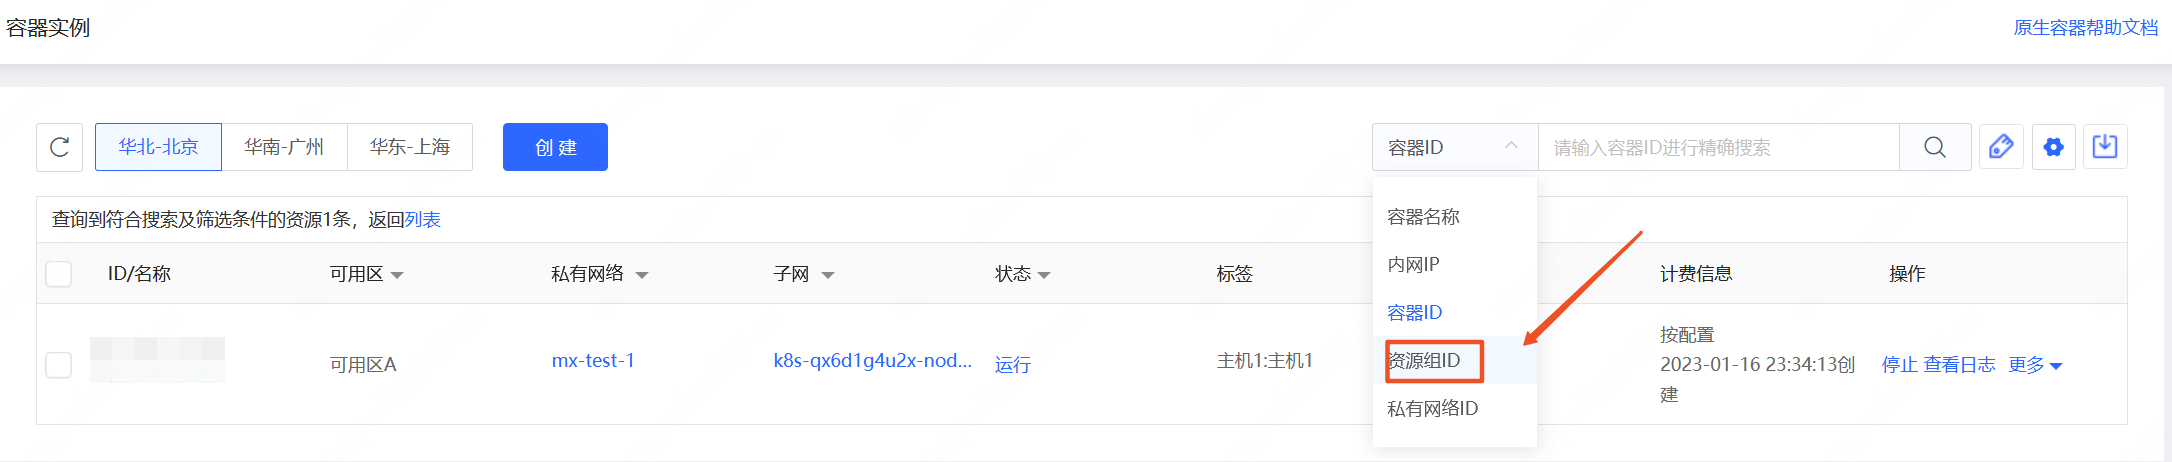 容器实例
原生容器帮助文档
华北-北京
华南-广州
华东-上海
创建
容器ID
请输入容器ID进行精确搜索
查询到符合搜索及筛选条件的资源1条，返回列表
容器名称
内网IP
容器ID
资源组ID
私有网络ID
ID/名称
可用区
私有网络
子网
状态
标签
计费信息
操作
可用区A
mx-test-1
k8s-qx6d1g4u2x-nod...
运行
主机1:主机1
按配置
2023-01-16 23:34:13创
建
停止 查看日志 更多